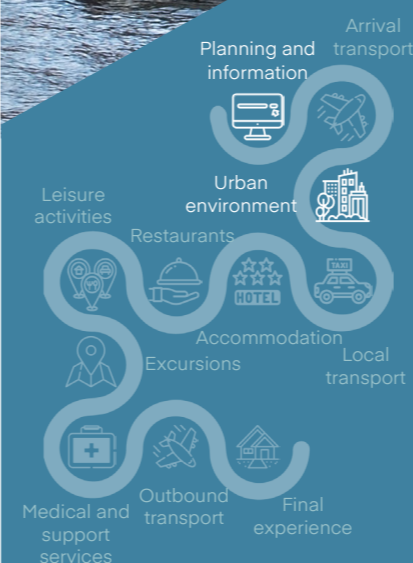 Arrival
transport
Planning and
information
Urban
environment
Leisure
activities
Restaurants
TAXI
HOTEL
Accommodation
Local
transport
Excursions
Medical and
support
services
Outbound
transport
Final
experience